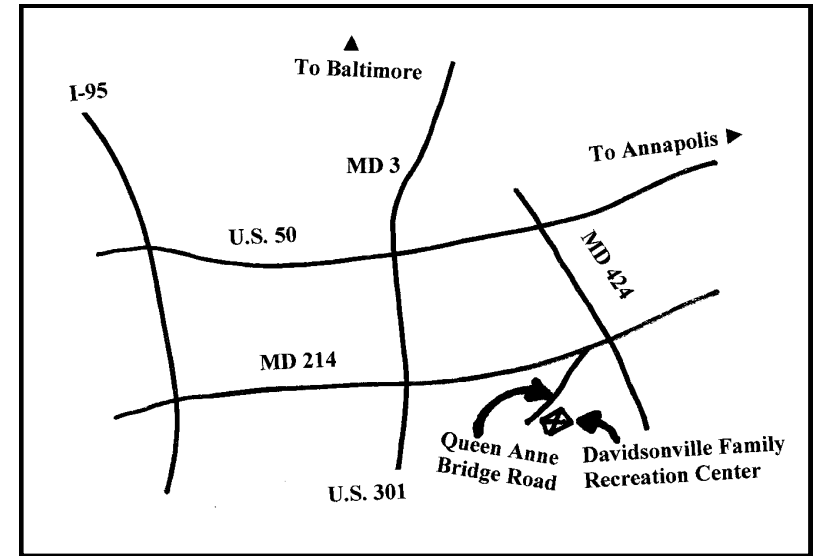 To Baltimore
I-95
To Annapolis
MD 3
U.S. 50
MD 424
MD 214
Queen Anne
Bridge Road
Davidsonville Family
Recreation Center
U.S. 301